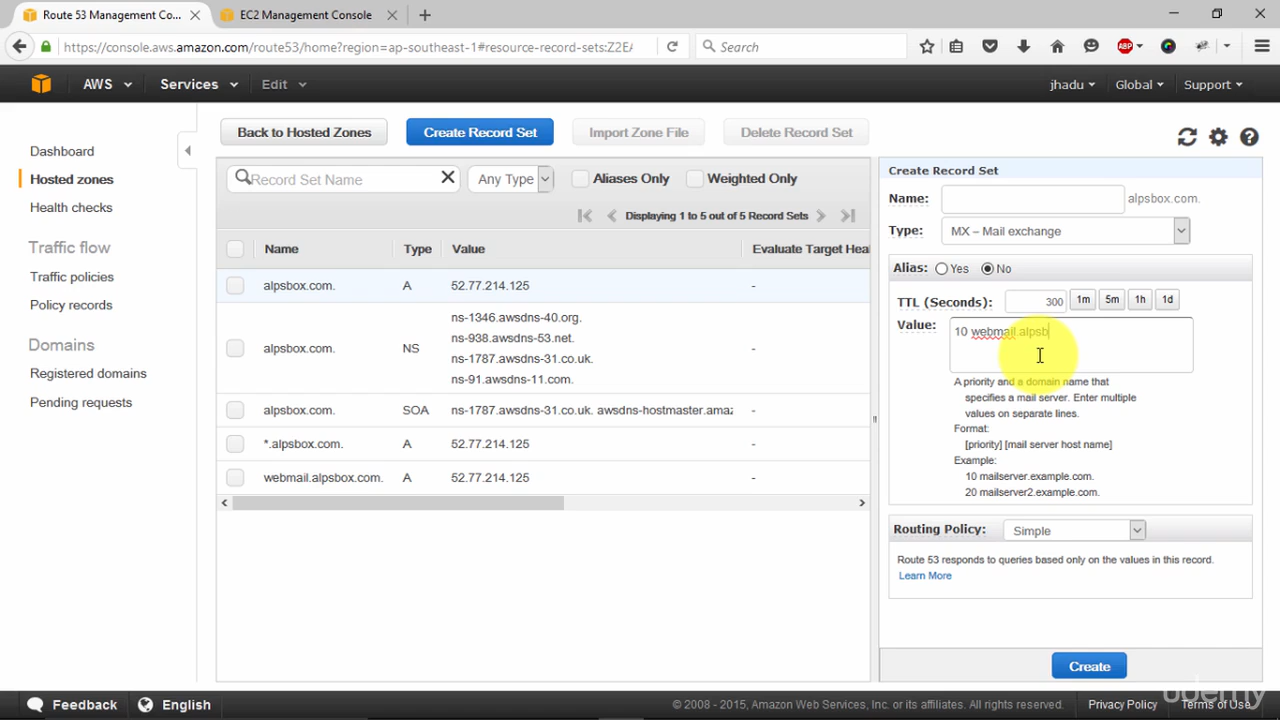 Route 53 Management Co...
EC2 Management Console
https://console.aws.amazon.com/route53/home?region=ap-southeast-1#resource-record-sets:Z2EA
Search
ABP
AWS
Services
Edit
jhadu
Global
Support
Dashboard
Hosted zones
Health checks
Traffic flow
Traffic policies
Policy records
Domains
Registered domains
Pending requests
Back to Hosted Zones
Create Record Set
Import Zone File
Delete Record Set
Record Set Name
Any Type
Aliases Only
Weighted Only
Displaying 1 to 5 out of 5 Record Sets
Name Type Value Evaluate Target Heal
alpsbox.com. A 52.77.214.125 -
alpsbox.com. NS ns-1346.awsdns-40.org. -
ns-938.awsdns-53.net.
ns-1787.awsdns-31.co.uk.
ns-91.awsdns-11.com.
alpsbox.com. SOA ns-1787.awsdns-31.co.uk. awsdns-hostmaster.amaz -
*.alpsbox.com. A 52.77.214.125 -
webmail.alpsbox.com. A 52.77.214.125 -
Create Record Set
Name: alpsbox.com.
Type: MX – Mail exchange
Alias: Yes No
TTL (Seconds): 300 1m 5m 1h 1d
Value: 10 webmail.alpsb
A priority and a domain name that
specifies a mail server. Enter multiple
values on separate lines.
Format:
[priority] [mail server host name]
Example:
10 mailserver.example.com.
20 mailserver2.example.com.
Routing Policy: Simple
Route 53 responds to queries based only on the values in this record.
Learn More
Create
Feedback
English
© 2008 - 2015, Amazon Web Services, Inc. or its affiliates. All rights reserved.
Privacy Policy
Terms of Use
udemy